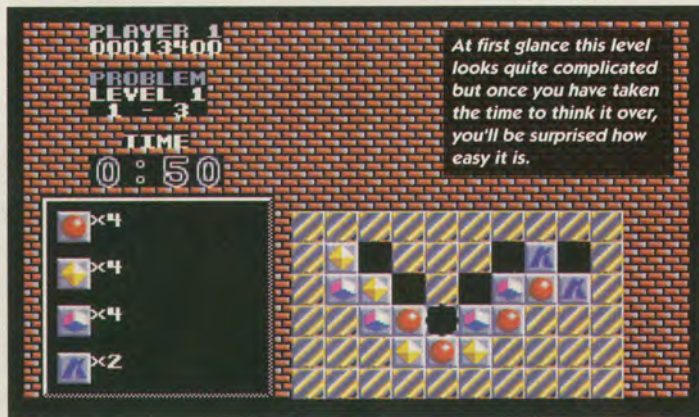 PLAYER 1
00013400
PROBLEM
LEVEL 1
1 - 3
TIME
0:50
At first glance this level
looks quite complicated
but once you have taken
the time to think it over,
you'll be surprised how
easy it is.
×4
×4
×4
×2